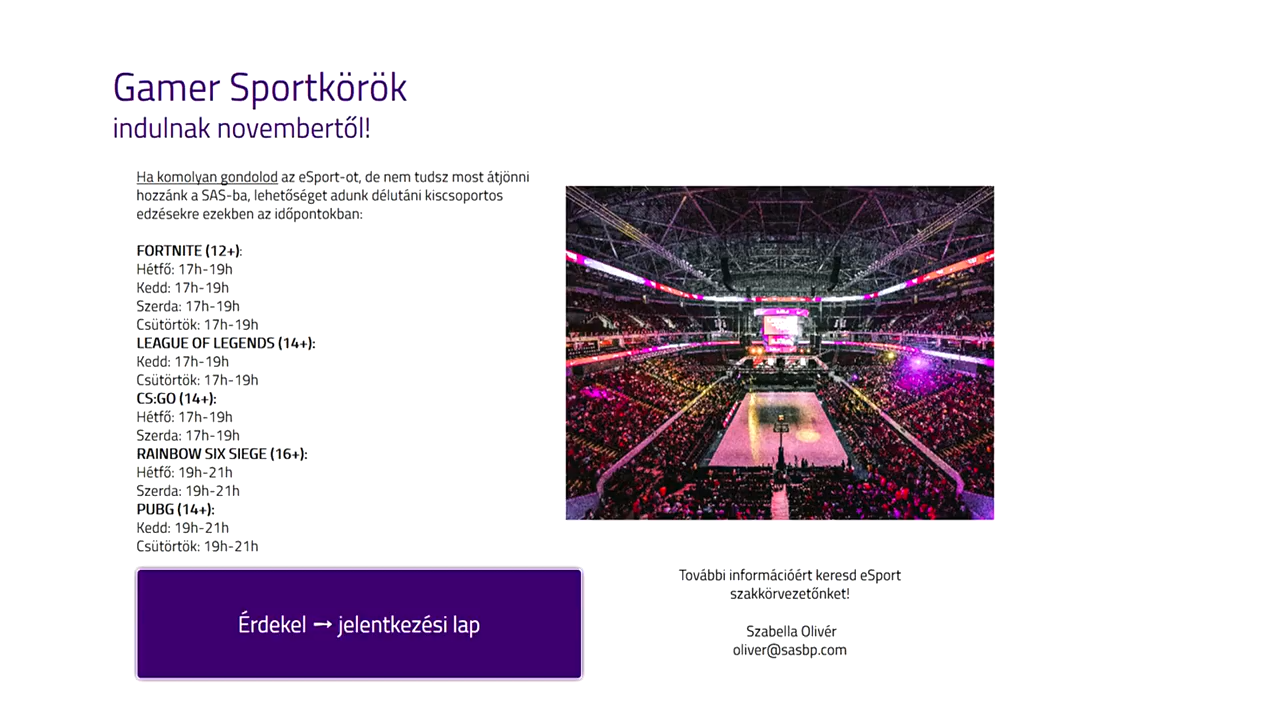 Gamer Sportkörök
indulnak novembertől!
Ha komolyan gondolod az eSport-ot, de nem tudsz most átjönni
hozzánk a SAS-ba, lehetőséget adunk délutáni kiscsoportos
edzésekre ezekben az időpontokban:
FORTNITE (12+):
Hétfő: 17h-19h
Kedd: 17h-19h
Szerda: 17h-19h
Csütörtök: 17h-19h
LEAGUE OF LEGENDS (14+):
Kedd: 17h-19h
Csütörtök: 17h-19h
CS:GO (14+):
Hétfő: 17h-19h
Szerda: 17h-19h
RAINBOW SIX SIEGE (16+):
Hétfő: 19h-21h
Szerda: 19h-21h
PUBG (14+):
Kedd: 19h-21h
Csütörtök: 19h-21h
Érdekel → jelentkezési lap
További információért keresd eSport
szakkörvezetőnket!
Szabella Olivér
oliver@sasbp.com